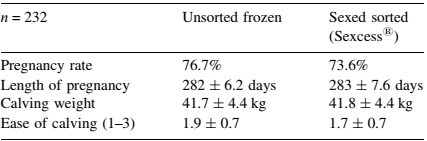 n = 232 Unsorted frozen Sexed sorted
(Sexcess®)
Pregnancy rate 76.7% 73.6%
Length of pregnancy 282 ± 6.2 days 283 ± 7.6 days
Calving weight 41.7 ± 4.4 kg 41.8 ± 4.4 kg
Ease of calving (1–3) 1.9 ± 0.7 1.7 ± 0.7